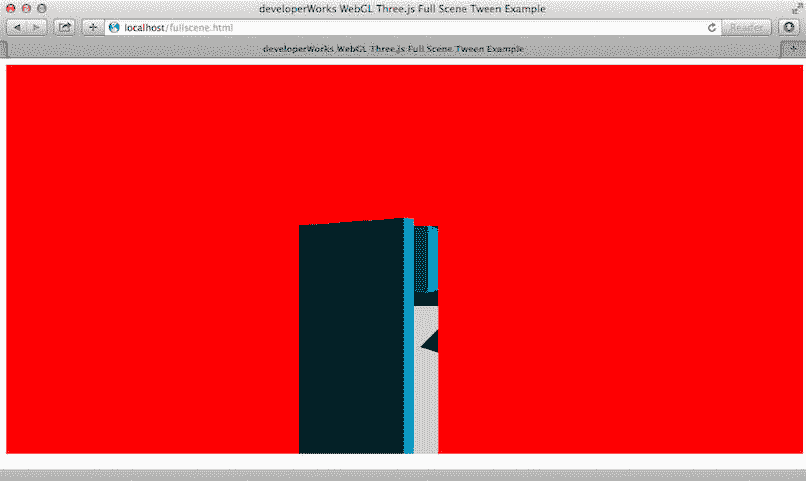 developerWorks WebGL Three.js Full Scene Tween Example
localhost/fullscene.html
Reader
developerWorks WebGL Three.js Full Scene Tween Example